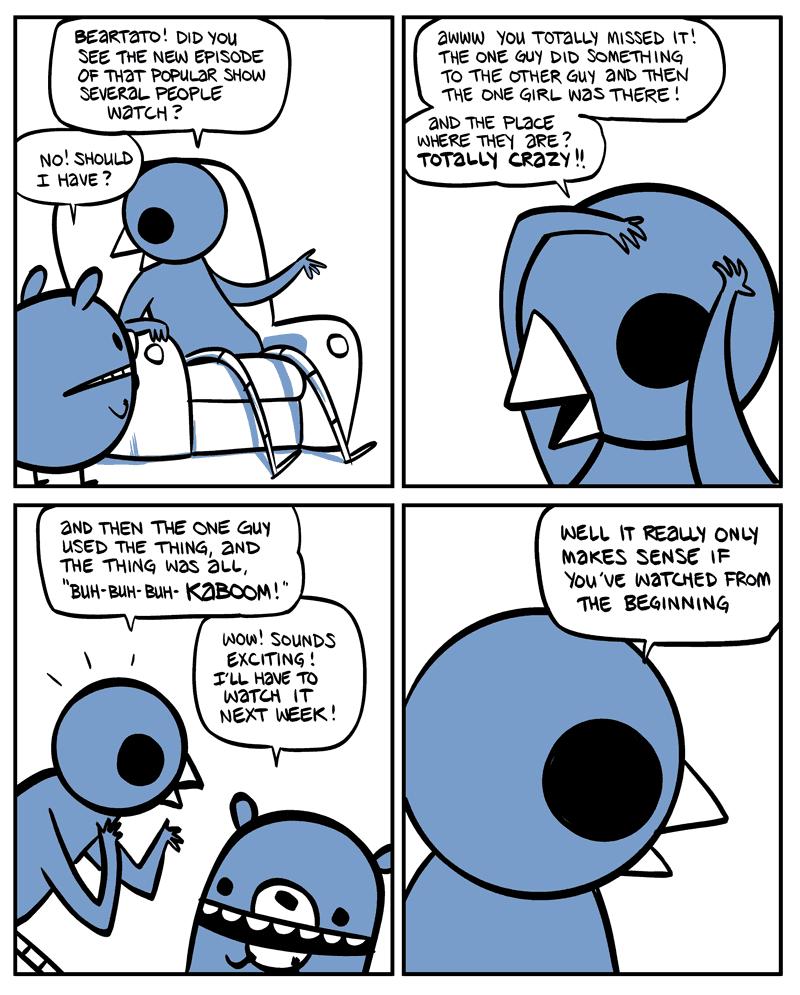 BEARTATO! DID YOU
SEE THE NEW EPISODE
OF THAT POPULAR SHOW
SEVERAL PEOPLE
WATCH?
NO! SHOULD
I HAVE?
AWWW YOU TOTALLY MISSED IT!
THE ONE GUY DID SOMETHING
TO THE OTHER GUY AND THEN
THE ONE GIRL WAS THERE!
AND THE PLACE
WHERE THEY ARE?
TOTALLY CRAZY!!
AND THEN THE ONE GUY
USED THE THING, AND
THE THING WAS ALL,
"BUH-BUH-BUH- KABOOM!"
WOW! SOUNDS
EXCITING!
I'LL HAVE TO
WATCH IT
NEXT WEEK!
WELL IT REALLY ONLY
MAKES SENSE IF
YOU'VE WATCHED FROM
THE BEGINNING